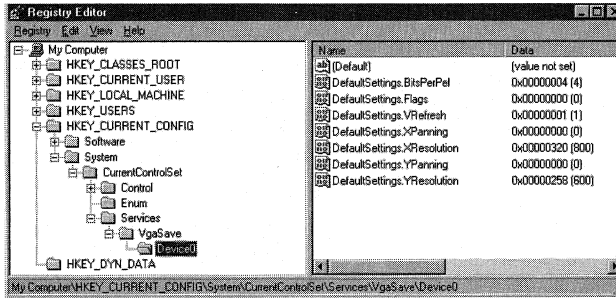 Registry Editor
Registry Edit View Help
My Computer
HKEY_CLASSES_ROOT
HKEY_CURRENT_USER
HKEY_LOCAL_MACHINE
HKEY_USERS
HKEY_CURRENT_CONFIG
Software
System
CurrentControlSet
Control
Enum
Services
VgaSave
Device0
HKEY_DYN_DATA
Name Data
(Default) (value not set)
DefaultSettings.BitsPerPel 0x00000004 (4)
DefaultSettings.Flags 0x00000000 (0)
DefaultSettings.VRefresh 0x00000001 (1)
DefaultSettings.XPanning 0x00000000 (0)
DefaultSettings.XResolution 0x00000320 (800)
DefaultSettings.YPanning 0x00000000 (0)
DefaultSettings.YResolution 0x00000258 (600)
My Computer\HKEY_CURRENT_CONFIG\System\CurrentControlSet\Services\VgaSave\Device0